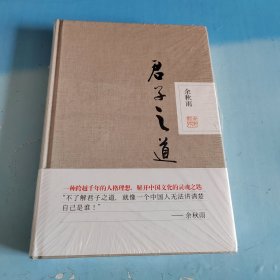 君子之道
余秋雨
一种跨越千年的人格理想,解开中国文化的灵魂之迭
“不了解君子之道,就像一个中国人无法讲清楚
自己是谁!”
——余秋雨